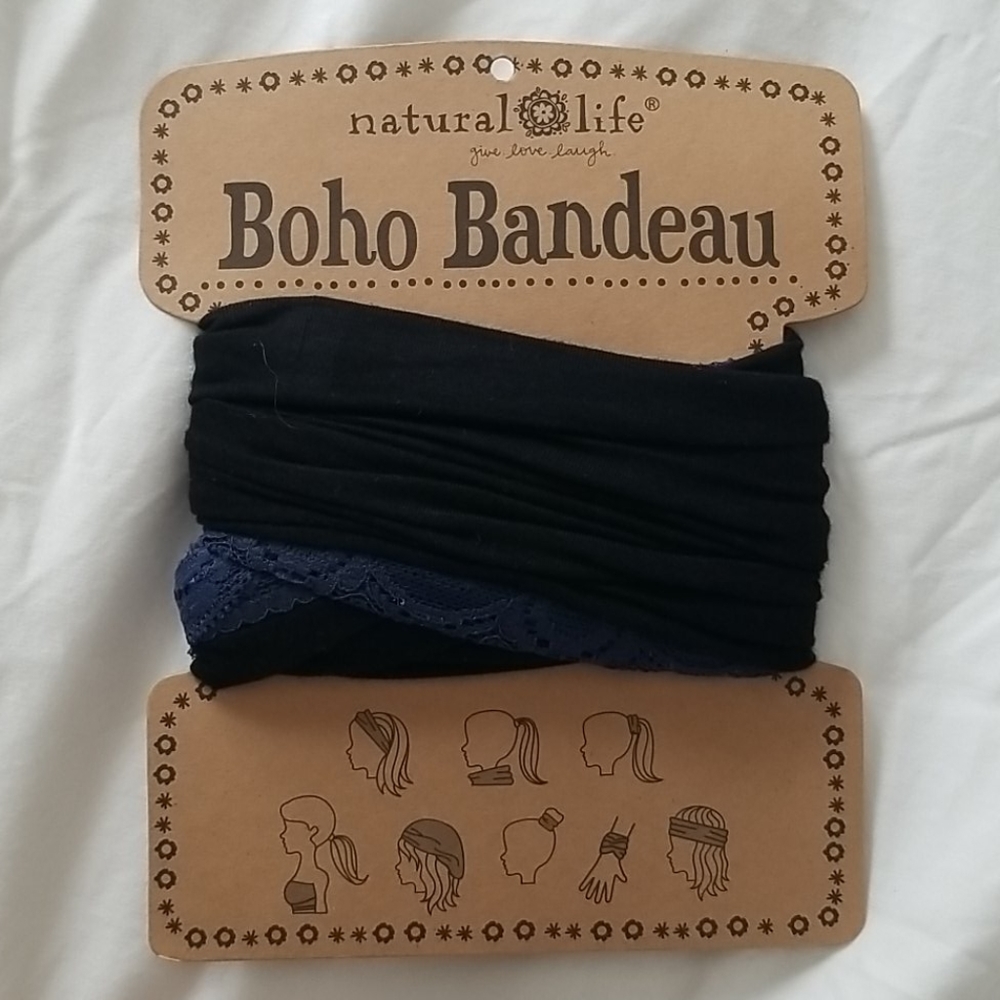 natural life®
give love laugh
Boho Bandeau